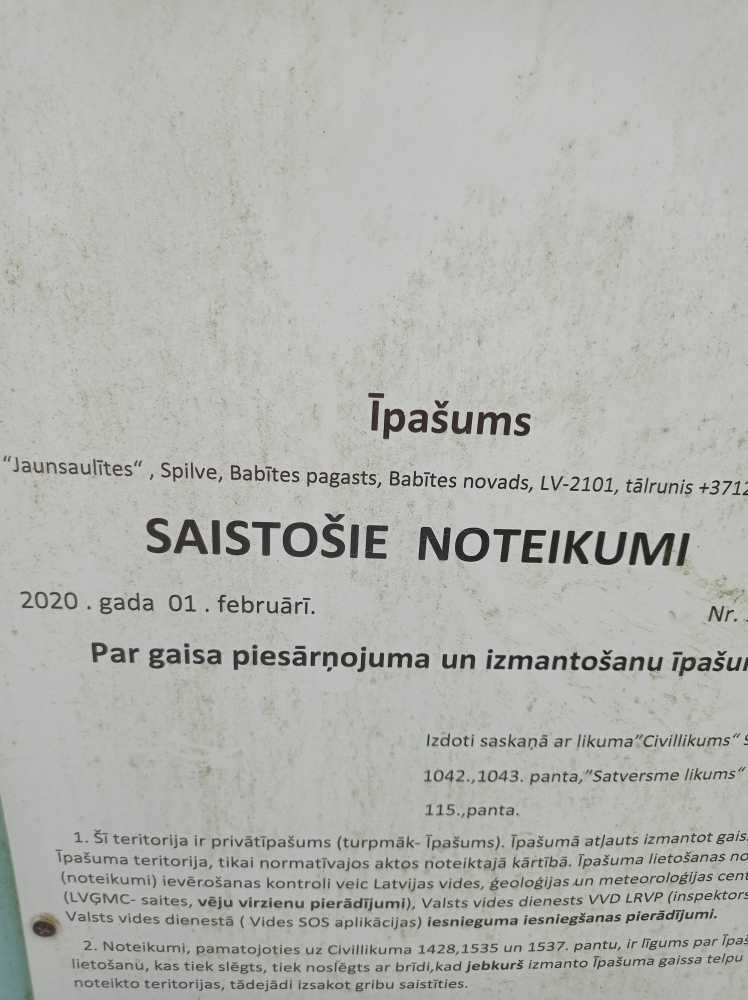 Īpašums
“Jaunsaulītes“ , Spilve, Babītes pagasts, Babītes novads, LV-2101, tālrunis +3712
SAISTOŠIE NOTEIKUMI
2020 . gada 01 . februārī.
Nr.
Par gaisa piesārņojuma un izmantošanu īpašu
Izdoti saskaņā ar likuma”Civillikums“
1042.,1043. panta,”Satversme likums“
115.,panta.
1. Šī teritorija ir privātīpašums (turpmāk- Īpašums). Īpašumā atļauts izmantot gais
Īpašuma teritorija, tikai normatīvajos aktos noteiktajā kārtībā. Īpašuma lietošanas no
(noteikumi) ievērošanas kontroli veic Latvijas vides, ģeoloģijas un meteoroloģijas cent
(LVĢMC- saites, vēju virzienu pierādījumi), Valsts vides dienests VVD LRVP (inspektors
Valsts vides dienestā ( Vides SOS aplikācijas) iesnieguma iesniegšanas pierādījumi.
2. Noteikumi, pamatojoties uz Civillikuma 1428,1535 un 1537. pantu, ir līgums par Īpaš
lietošanu, kas tiek slēgts, tiek noslēgts ar brīdi,kad jebkurš izmanto Īpašuma gaissa telpu
noteikto teritorijas, tādejādi izsakot gribu saistīties.